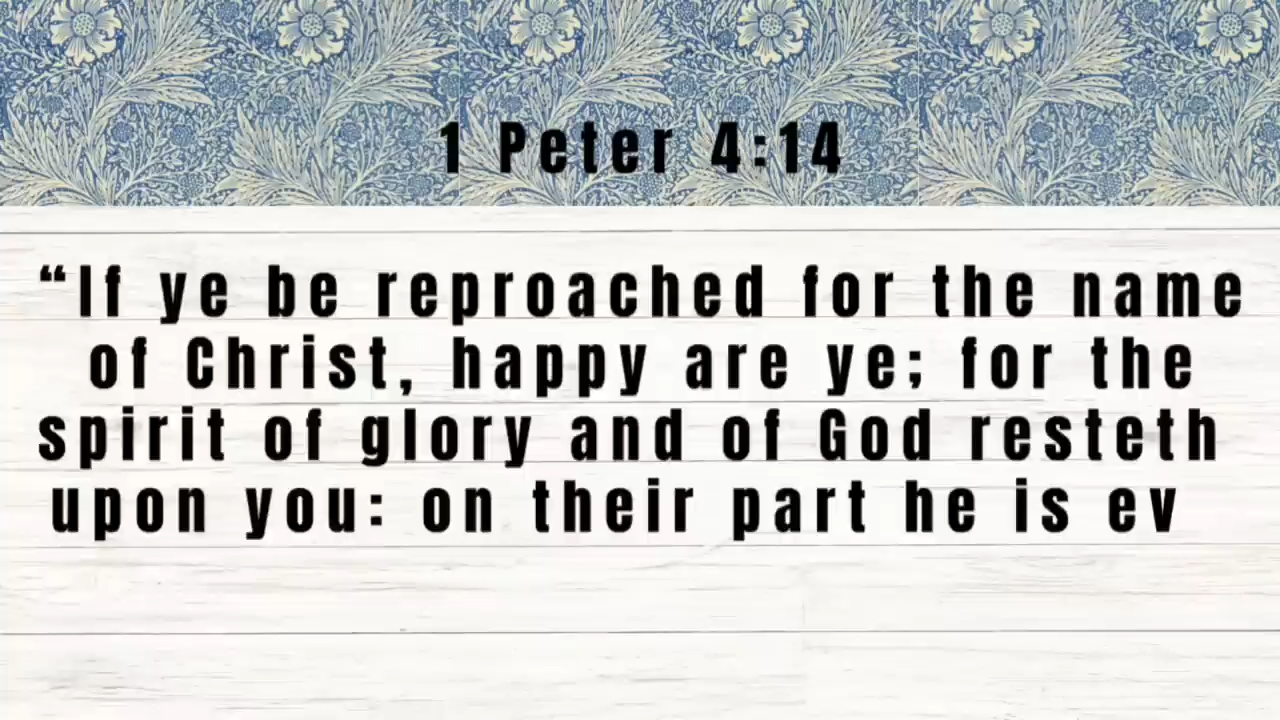 1 Peter 4:14
“If ye be reproached for the name
of Christ, happy are ye; for the
spirit of glory and of God resteth
upon you: on their part he is ev